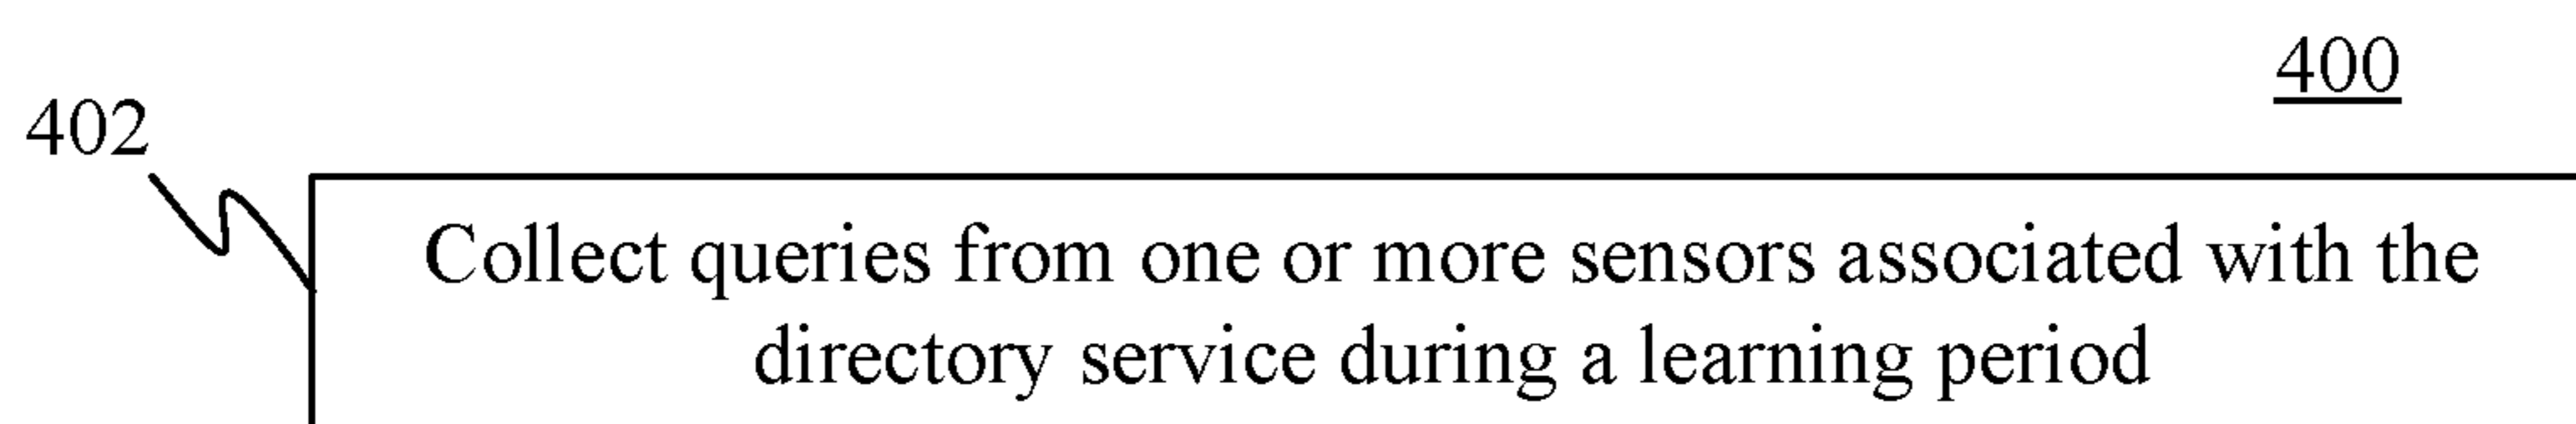 400
402
Collect queries from one or more sensors associated with the
directory service during a learning period